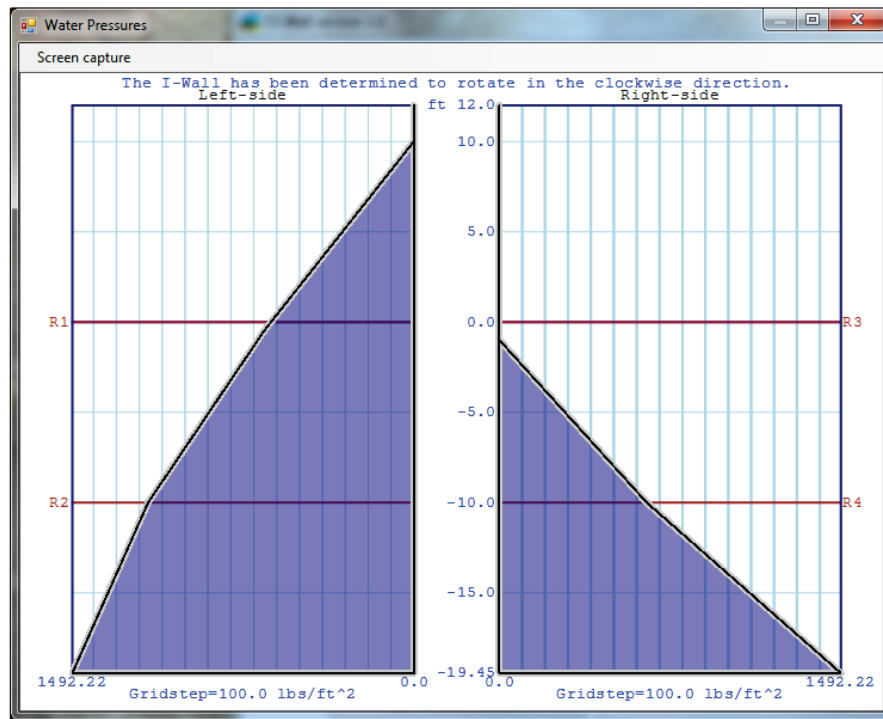 Water Pressures
Screen capture
The I-Wall has been determined to rotate in the clockwise direction.
Left-side
ft
12.0
Right-side
10.0
5.0
R1
0.0
R3
-5.0
R2
-10.0
R4
-15.0
-19.45
1492.22
0.0
0.0
1492.22
Gridstep=100.0 lbs/ft^2
Gridstep=100.0 lbs/ft^2